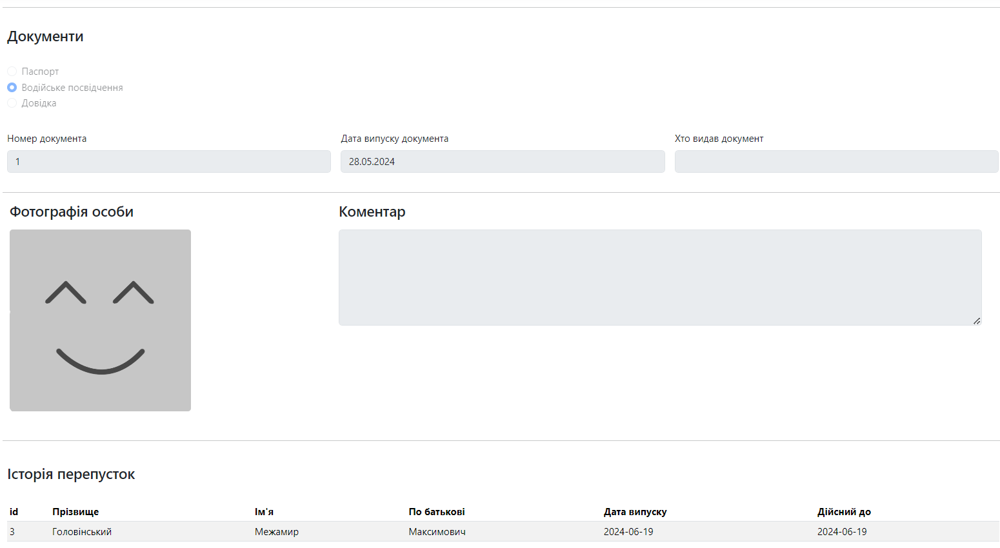 Документи
Паспорт
Водійське посвідчення
Довідка
Номер документа Дата випуску документа Хто видав документ
1 28.05.2024
Фотографія особи Коментар
Історія перепусток
id Прізвище Ім'я По батькові Дата випуску Дійсний до
3 Головінський Межамир Максимович 2024-06-19 2024-06-19